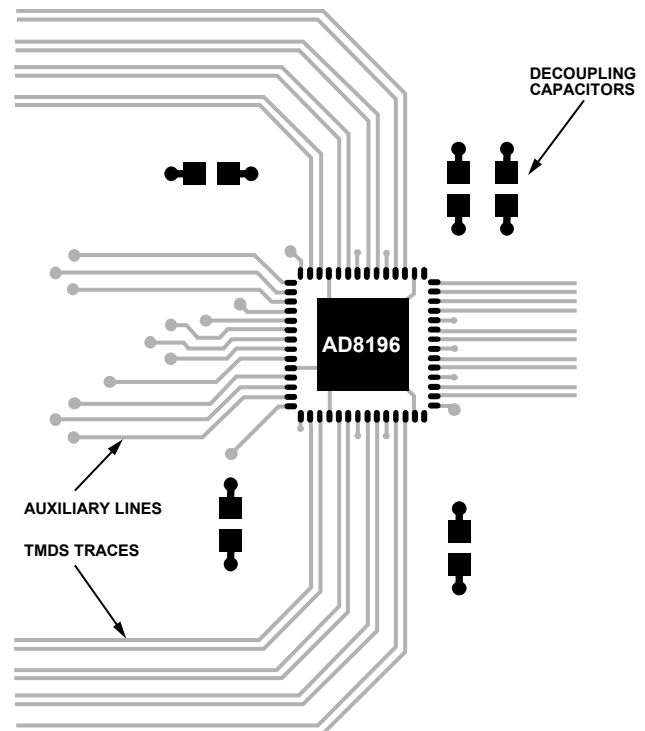 DECOUPLING
CAPACITORS
AD8196
AUXILIARY LINES
TMDS TRACES